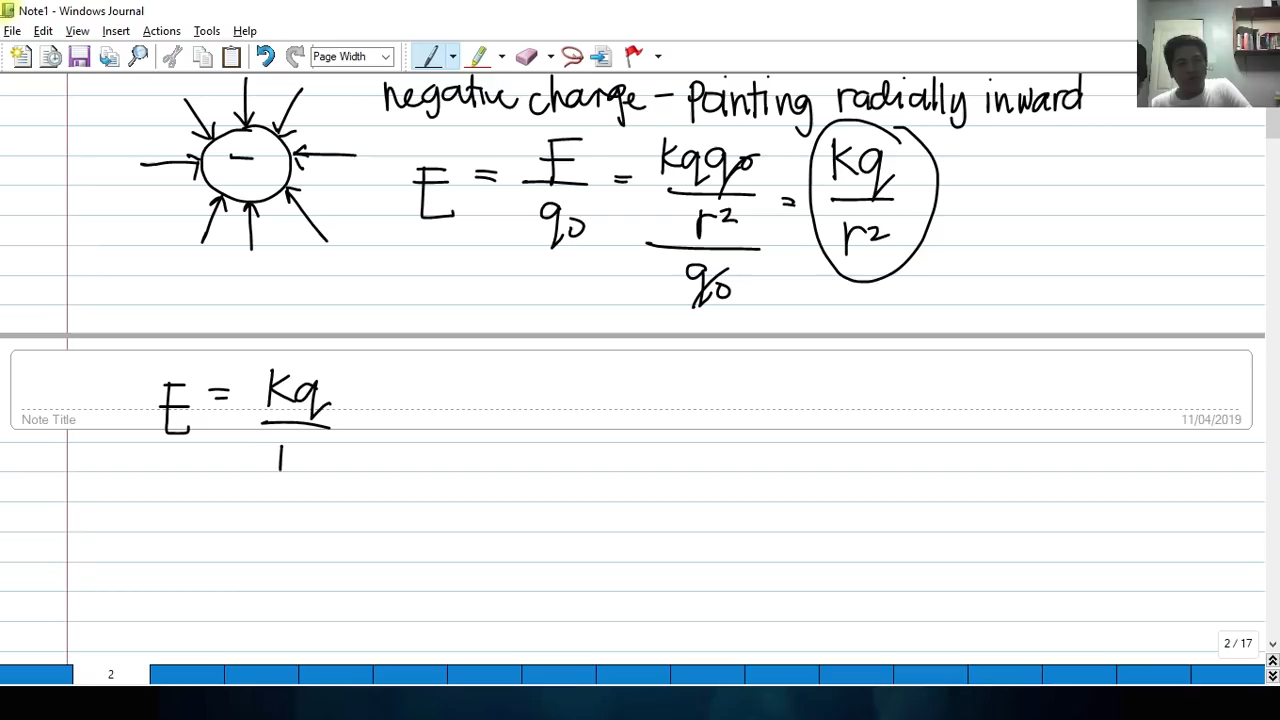 Note1 - Windows Journal
File Edit View Insert Actions Tools Help
Page Width
negative charge - pointing radially inward
−
E = F/q0 = (Kqq0/r²)/q0 = Kq/r²
E = Kq/
Note Title
11/04/2019
2 / 17
2